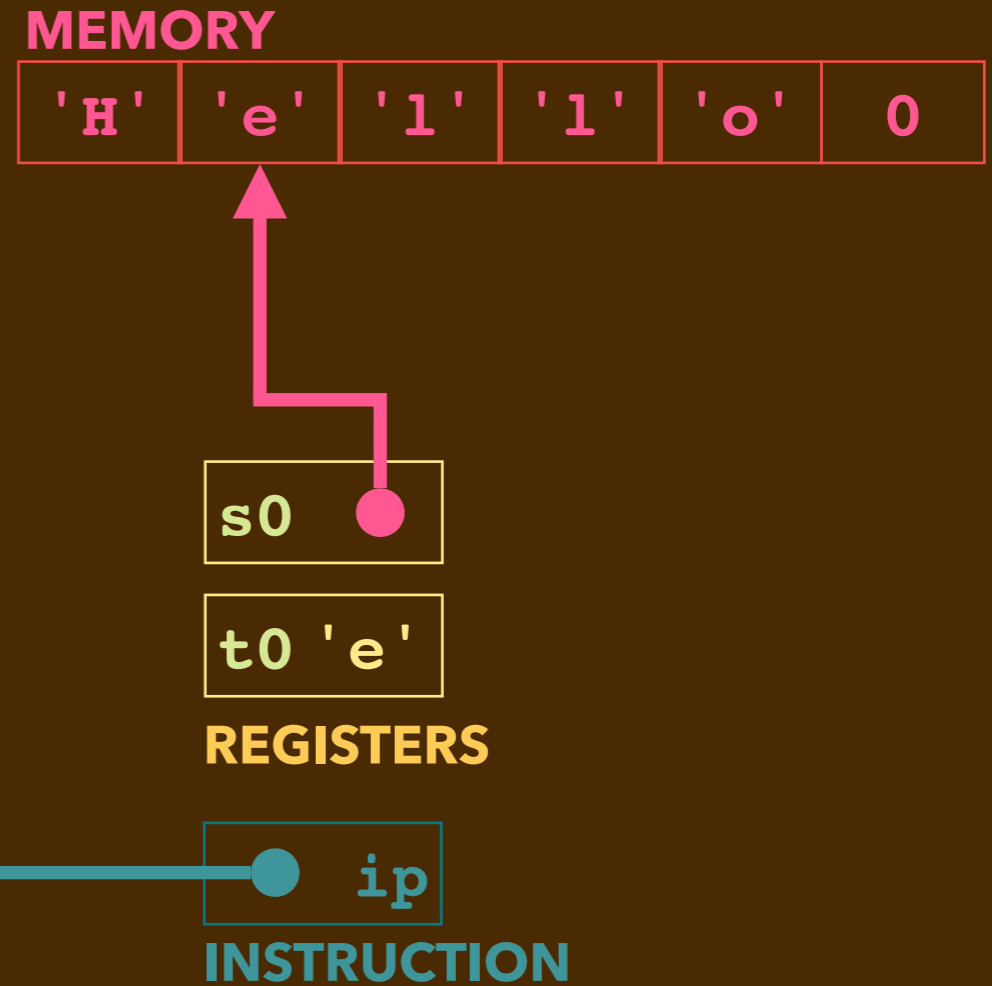 MEMORY
'H' 'e' 'l' 'l' 'o' 0
s0
t0 'e'
REGISTERS
ip
INSTRUCTION